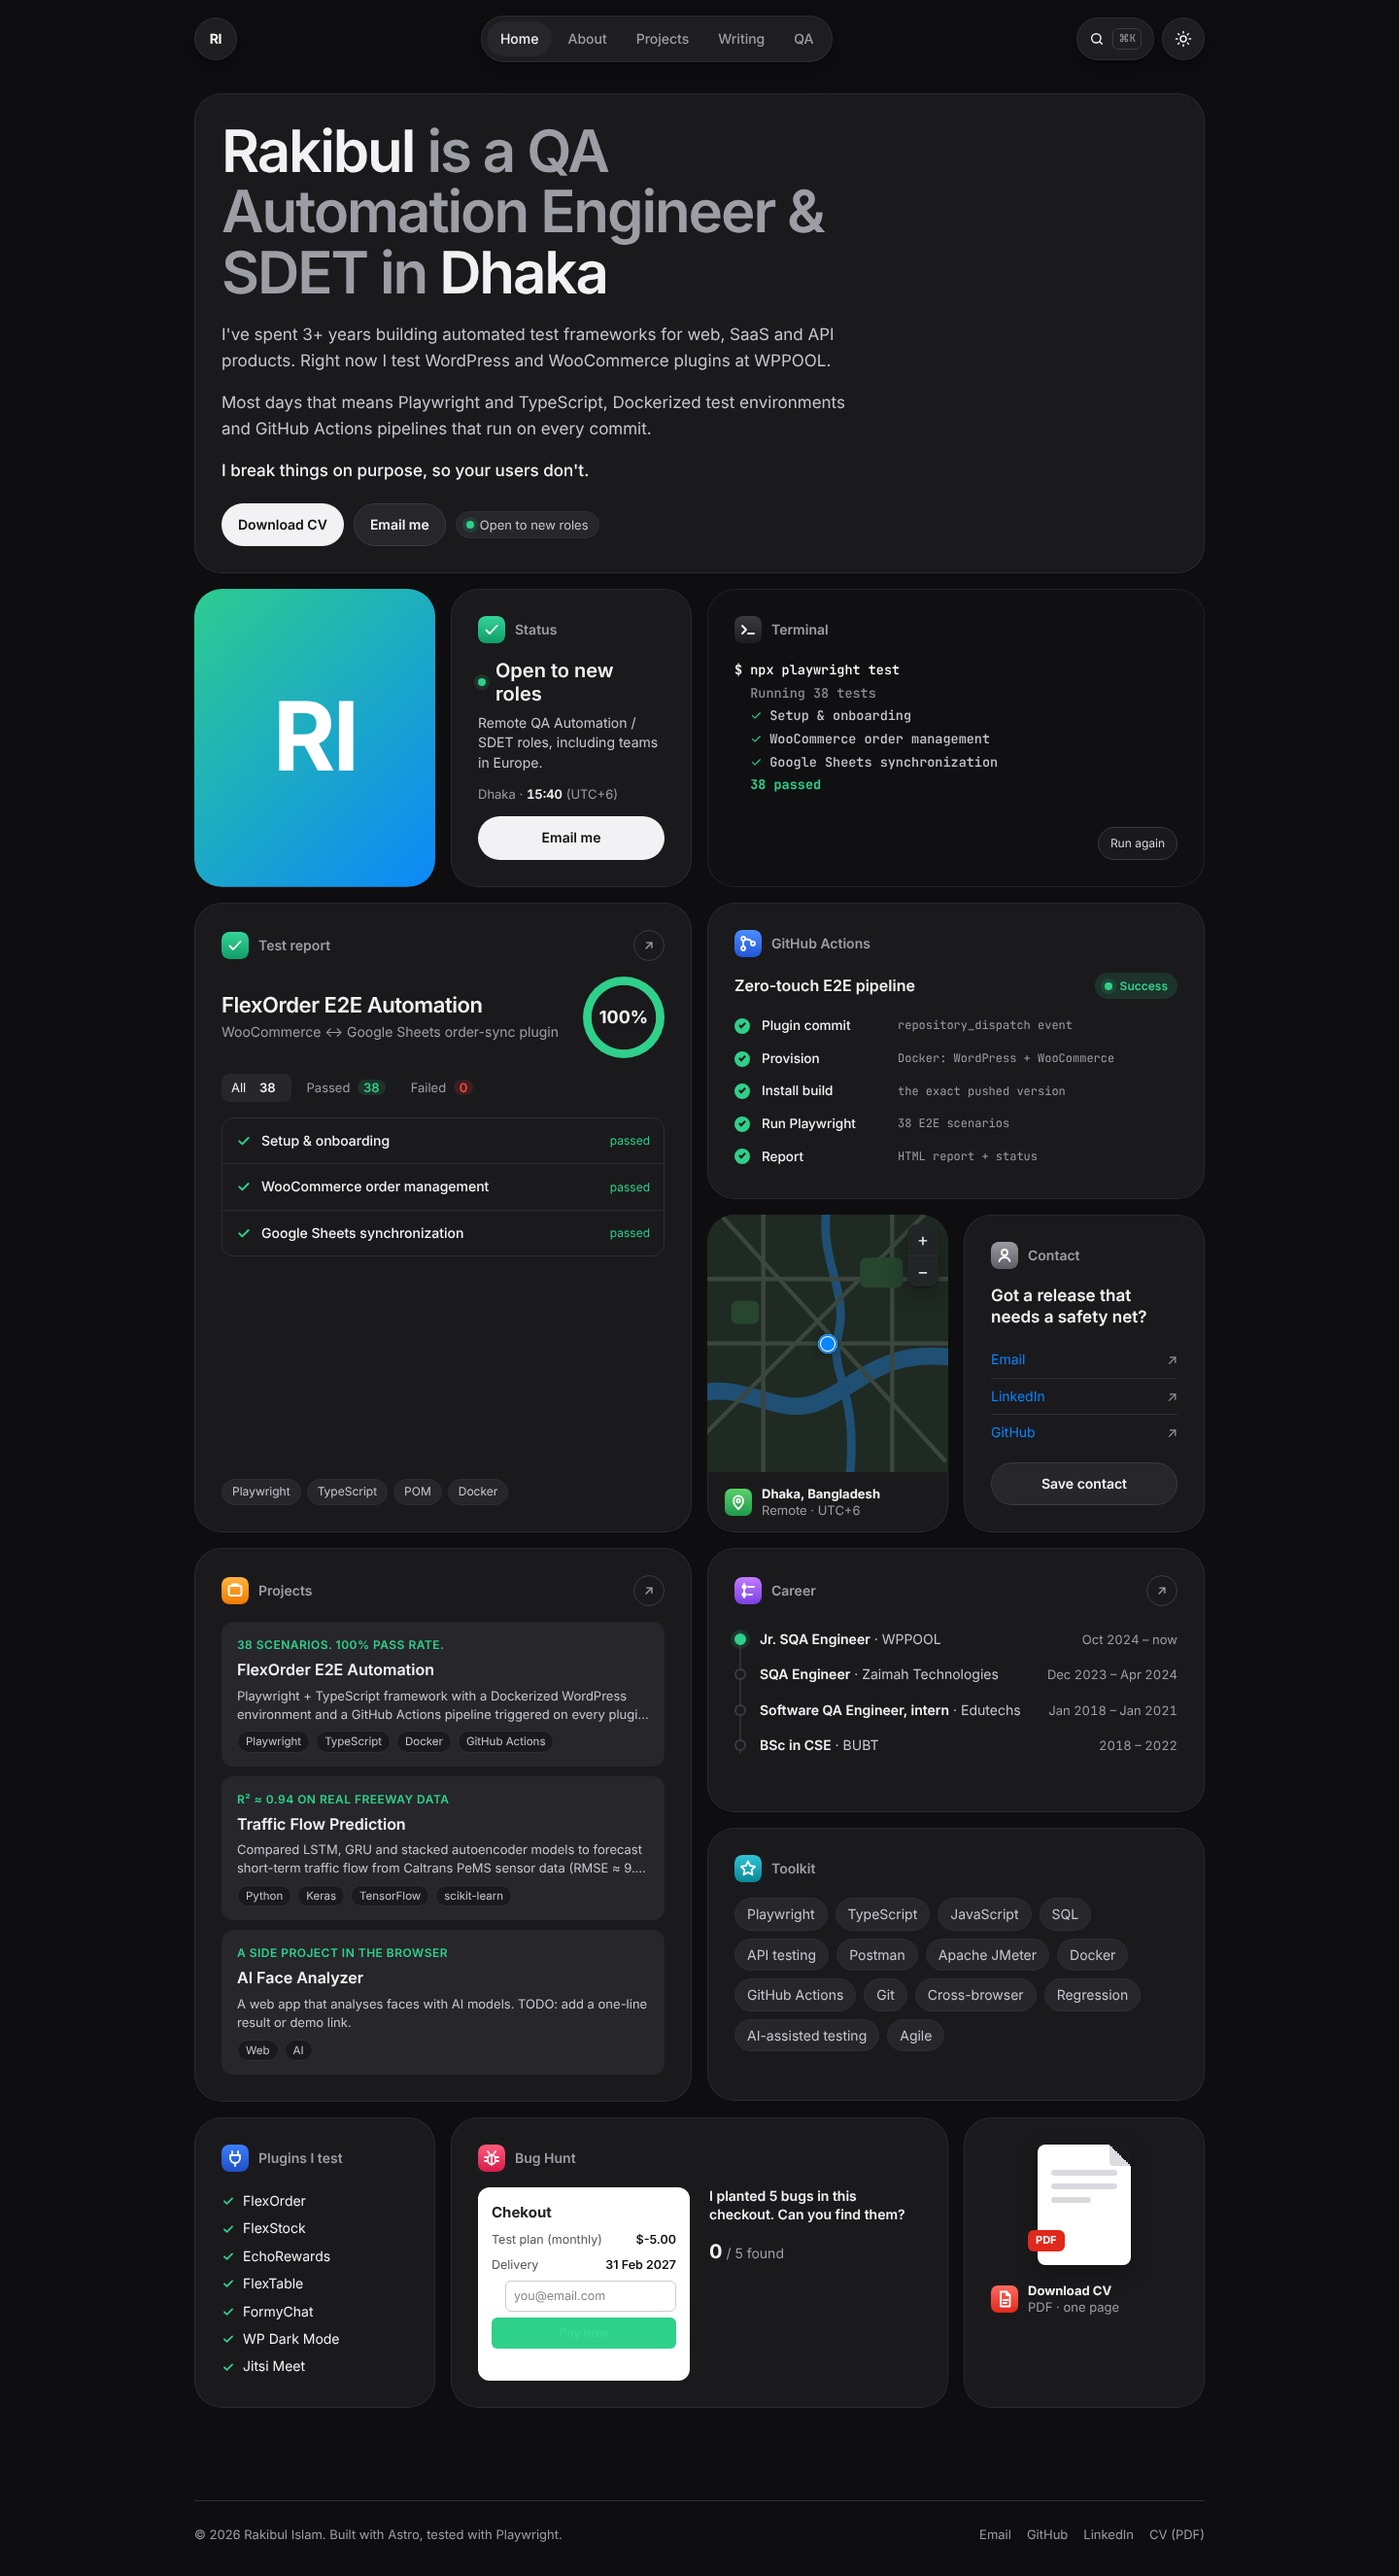 RI
Home
About
Projects
Writing
QA
⌘K
Rakibul is a QA
Automation Engineer &
SDET in Dhaka
I've spent 3+ years building automated test frameworks for web, SaaS and API
products. Right now I test WordPress and WooCommerce plugins at WPPOOL.
Most days that means Playwright and TypeScript, Dockerized test environments
and GitHub Actions pipelines that run on every commit.
I break things on purpose, so your users don't.
Download CV
Email me
Open to new roles
RI
Status
Open to new
roles
Remote QA Automation /
SDET roles, including teams
in Europe.
Dhaka · 15:40 (UTC+6)
Email me
Terminal
$ npx playwright test
Running 38 tests
✓ Setup & onboarding
✓ WooCommerce order management
✓ Google Sheets synchronization
38 passed
Run again
Test report
FlexOrder E2E Automation
WooCommerce ↔ Google Sheets order-sync plugin
100%
All 38
Passed 38
Failed 0
Setup & onboarding passed
WooCommerce order management passed
Google Sheets synchronization passed
Playwright
TypeScript
POM
Docker
GitHub Actions
Zero-touch E2E pipeline
Success
Plugin commit repository_dispatch event
Provision Docker: WordPress + WooCommerce
Install build the exact pushed version
Run Playwright 38 E2E scenarios
Report HTML report + status
+
−
Dhaka, Bangladesh
Remote · UTC+6
Contact
Got a release that
needs a safety net?
Email
LinkedIn
GitHub
Save contact
Projects
38 SCENARIOS. 100% PASS RATE.
FlexOrder E2E Automation
Playwright + TypeScript framework with a Dockerized WordPress
environment and a GitHub Actions pipeline triggered on every plugi...
Playwright
TypeScript
Docker
GitHub Actions
R² ≈ 0.94 ON REAL FREEWAY DATA
Traffic Flow Prediction
Compared LSTM, GRU and stacked autoencoder models to forecast
short-term traffic flow from Caltrans PeMS sensor data (RMSE ≈ 9....
Python
Keras
TensorFlow
scikit-learn
A SIDE PROJECT IN THE BROWSER
AI Face Analyzer
A web app that analyses faces with AI models. TODO: add a one-line
result or demo link.
Web
AI
Career
Jr. SQA Engineer · WPPOOL Oct 2024 – now
SQA Engineer · Zaimah Technologies Dec 2023 – Apr 2024
Software QA Engineer, intern · Edutechs Jan 2018 – Jan 2021
BSc in CSE · BUBT 2018 – 2022
Toolkit
Playwright
TypeScript
JavaScript
SQL
API testing
Postman
Apache JMeter
Docker
GitHub Actions
Git
Cross-browser
Regression
AI-assisted testing
Agile
Plugins I test
FlexOrder
FlexStock
EchoRewards
FlexTable
FormyChat
WP Dark Mode
Jitsi Meet
Bug Hunt
Chekout
Test plan (monthly) $-5.00
Delivery 31 Feb 2027
you@email.com
Pay now
I planted 5 bugs in this
checkout. Can you find them?
0 / 5 found
PDF
Download CV
PDF · one page
© 2026 Rakibul Islam. Built with Astro, tested with Playwright.
Email
GitHub
LinkedIn
CV (PDF)